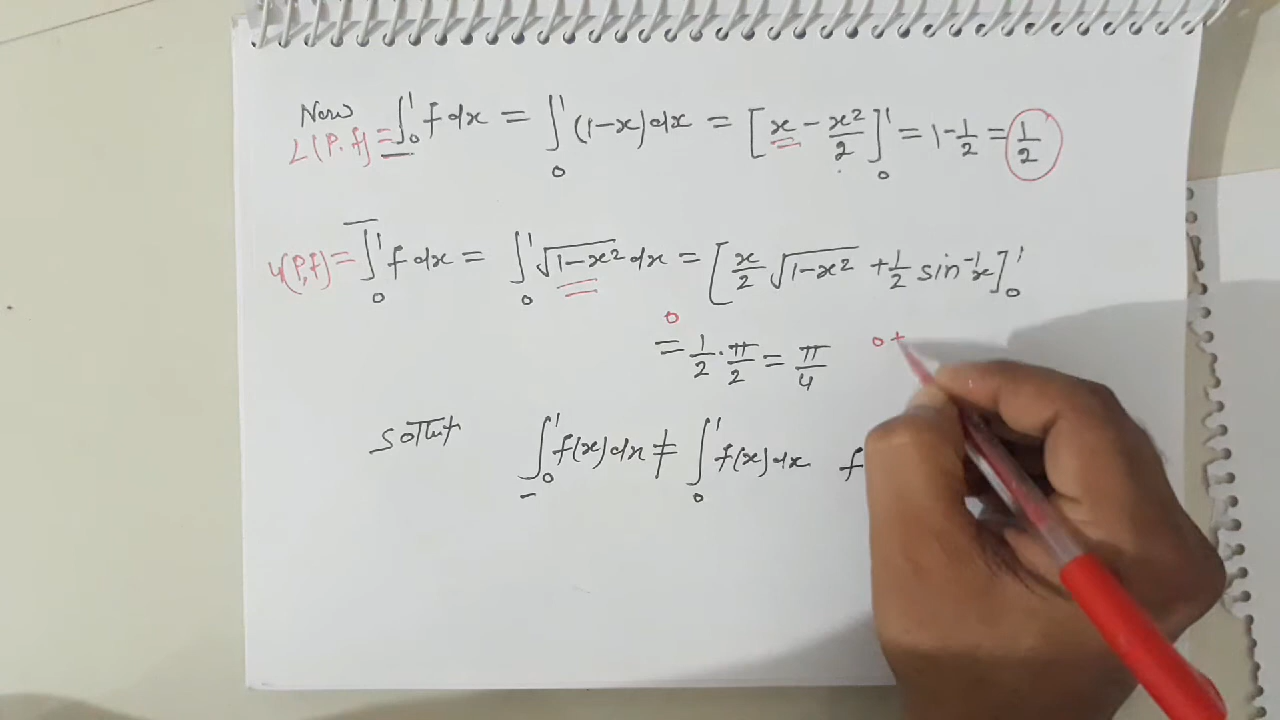 Now
L(P,f) = ∫₀¹ f dx = ∫₀¹ (1-x) dx = [x - x²/2]₀¹ = 1 - 1/2 = 1/2
u(P,f) = ∫₀¹ f dx = ∫₀¹ √(1-x²) dx = [x/2 √(1-x²) + 1/2 sin⁻¹x]₀¹
0
= 1/2 · π/2 = π/4 0+
so that ∫₀¹ f(x) dx ≠ ∫₀¹ f(x) dx f